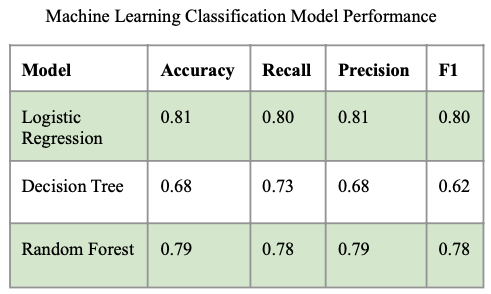 Machine Learning Classification Model Performance
Model Accuracy Recall Precision F1
Logistic 0.81 0.80 0.81 0.80
Regression
Decision Tree 0.68 0.73 0.68 0.62
Random Forest 0.79 0.78 0.79 0.78